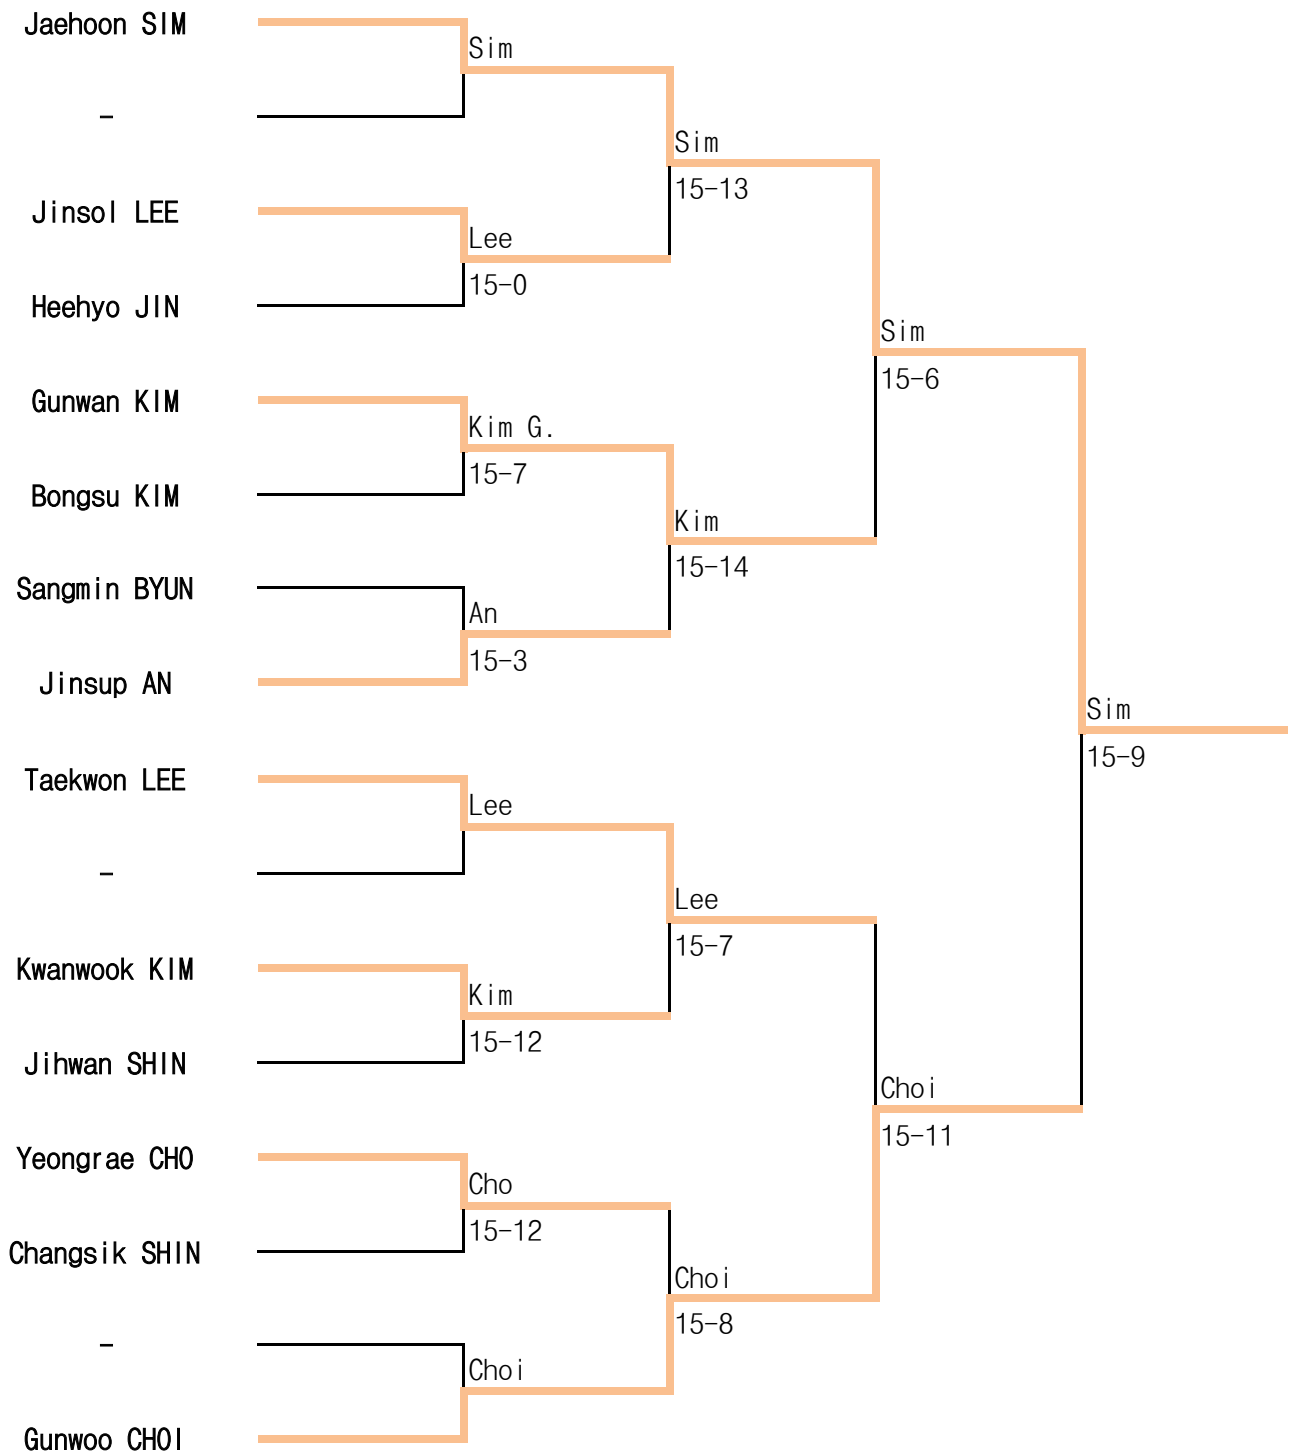 Jaehoon SIM
Sim
-
Sim
15-13
Jinsol LEE
Lee
15-0
Heehyo JIN
Sim
15-6
Gunwan KIM
Kim G.
15-7
Bongsu KIM
Kim
15-14
Sangmin BYUN
An
15-3
Jinsup AN
Sim
15-9
Taekwon LEE
Lee
-
Lee
15-7
Kwanwook KIM
Kim
15-12
Jihwan SHIN
Choi
15-11
Yeongrae CHO
Cho
15-12
Changsik SHIN
Choi
15-8
-
Choi
Gunwoo CHOI